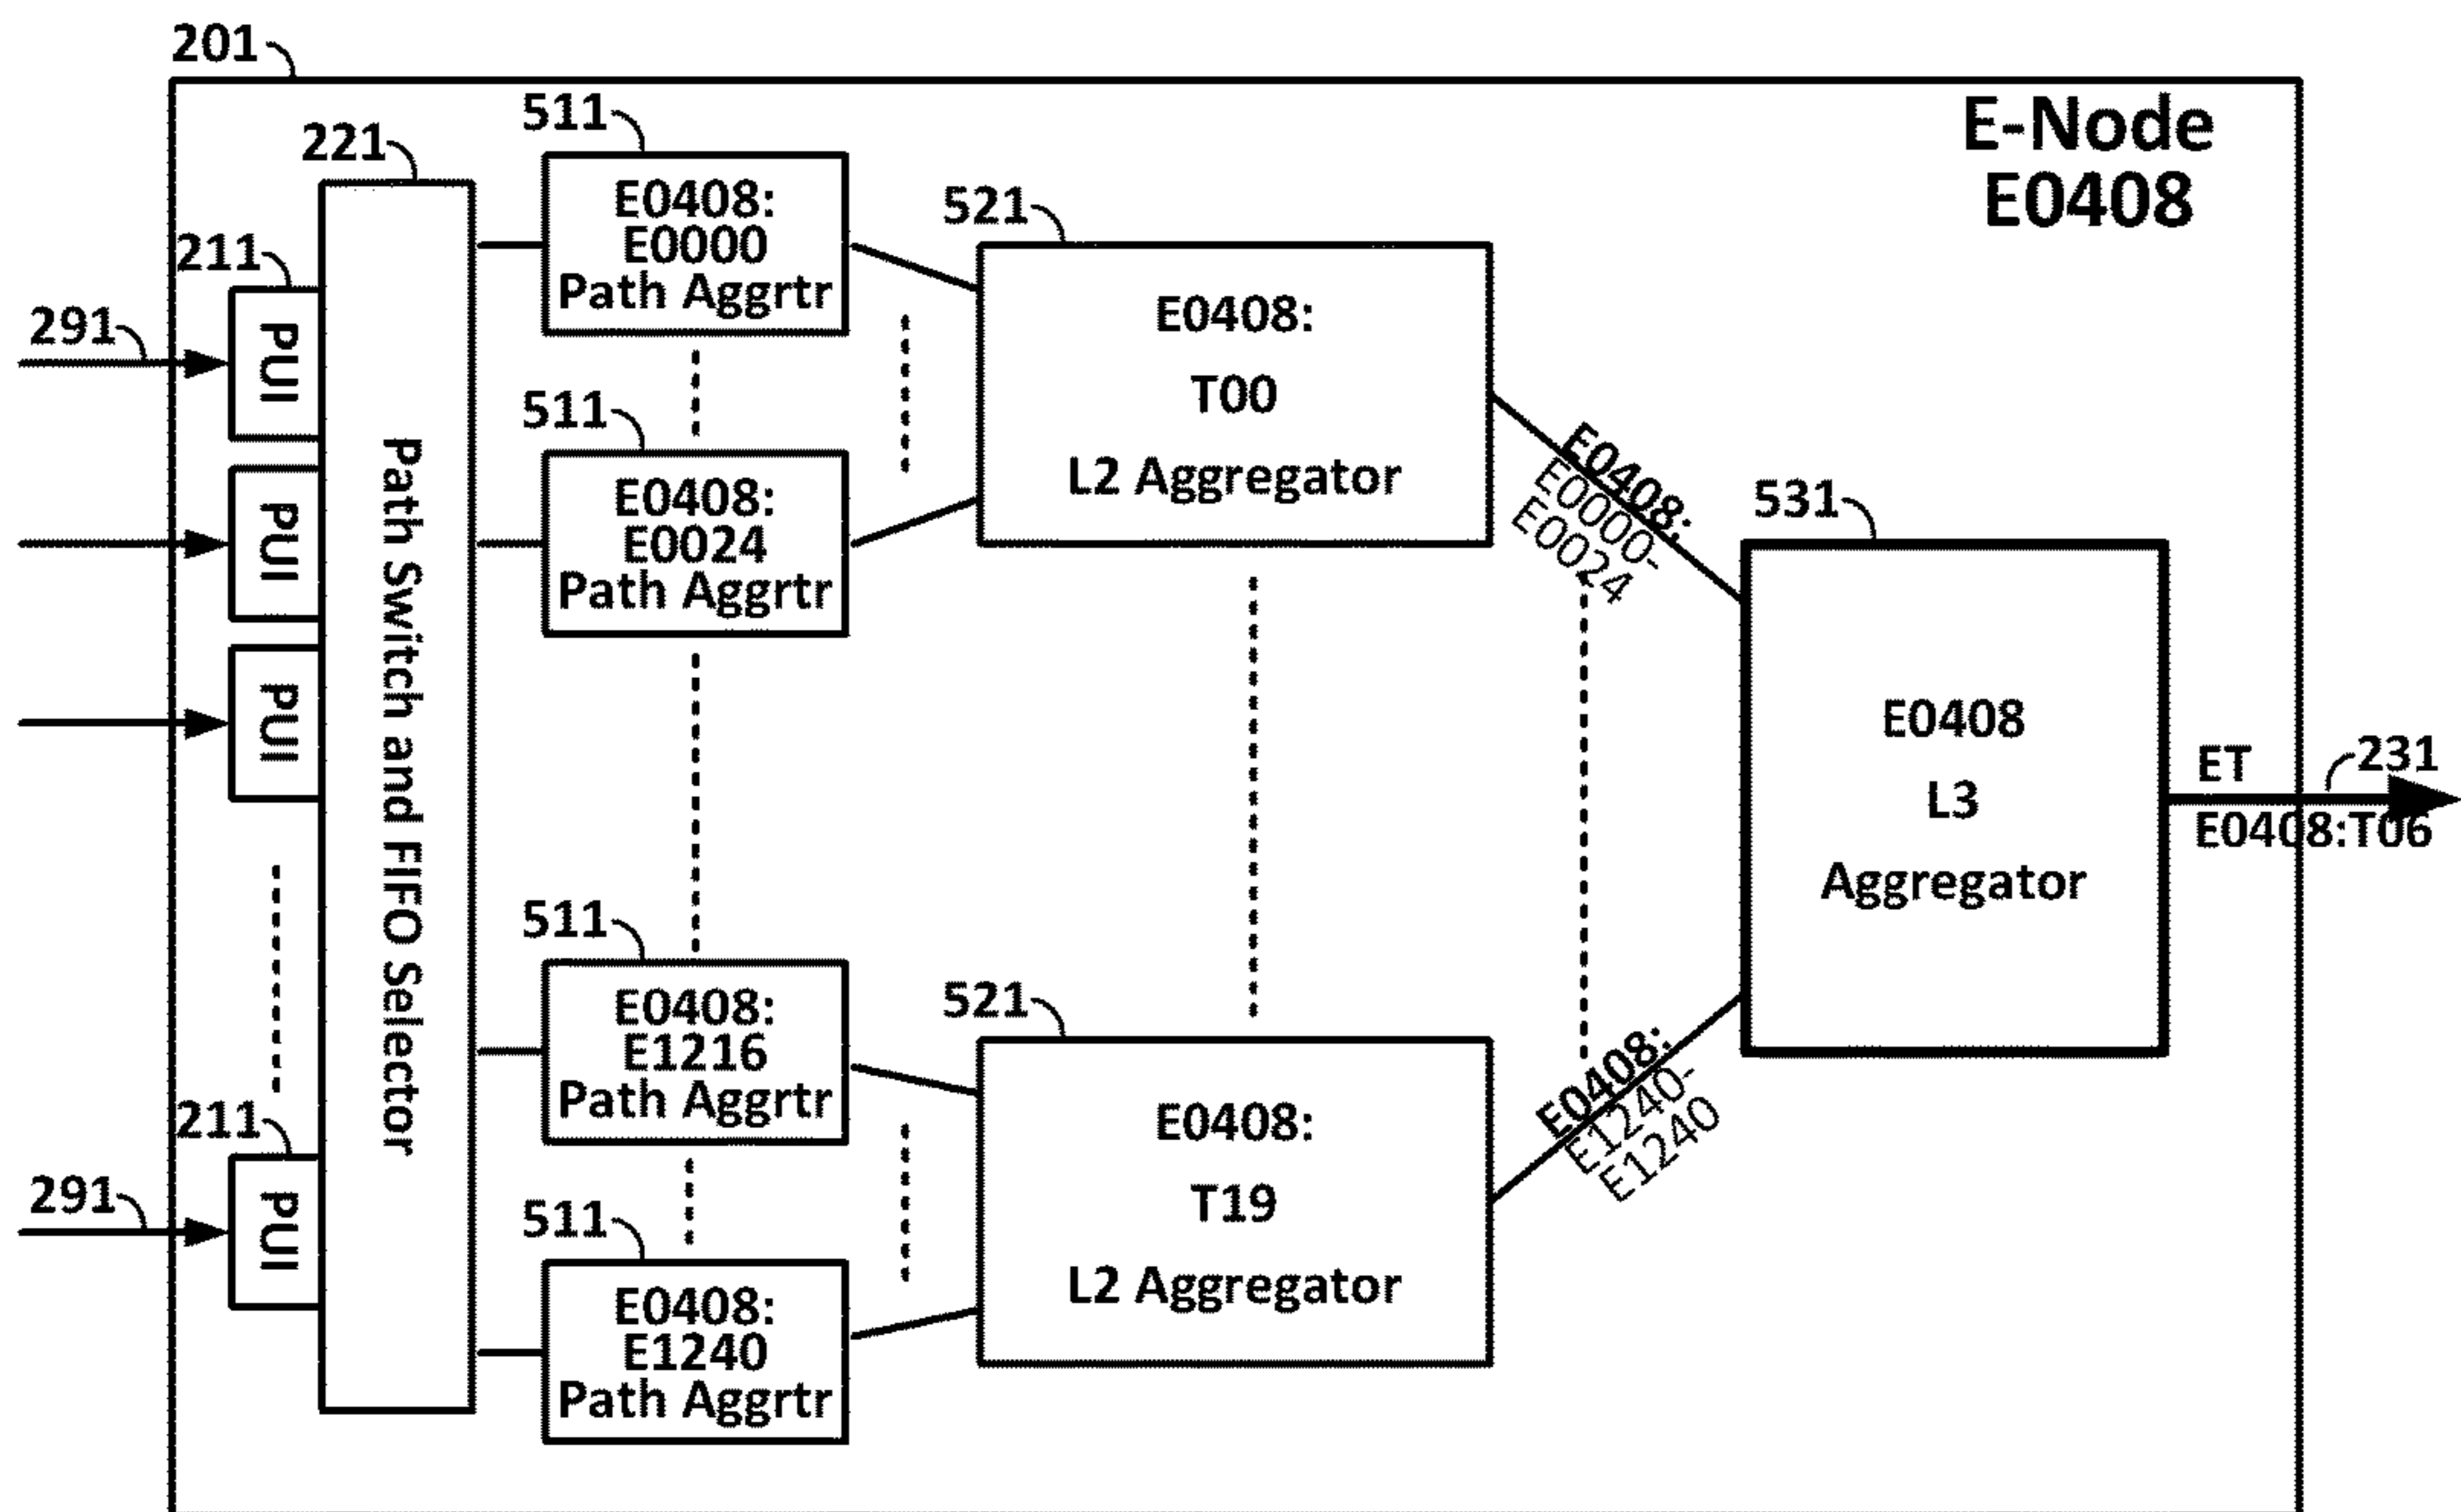 201
E-Node
E0408
221
211
291
PUI
PUI
PUI
211
291
PUI
Path Switch and FIFO Selector
511
E0408:
E0000
Path Aggrtr
511
E0408:
E0024
Path Aggrtr
511
E0408:
E1216
Path Aggrtr
511
E0408:
E1240
Path Aggrtr
521
E0408:
T00
L2 Aggregator
521
E0408:
T19
L2 Aggregator
E0408:
E0000-
E0024
E0408:
E1240-
E1240
531
E0408
L3
Aggregator
ET
231
E0408:T06